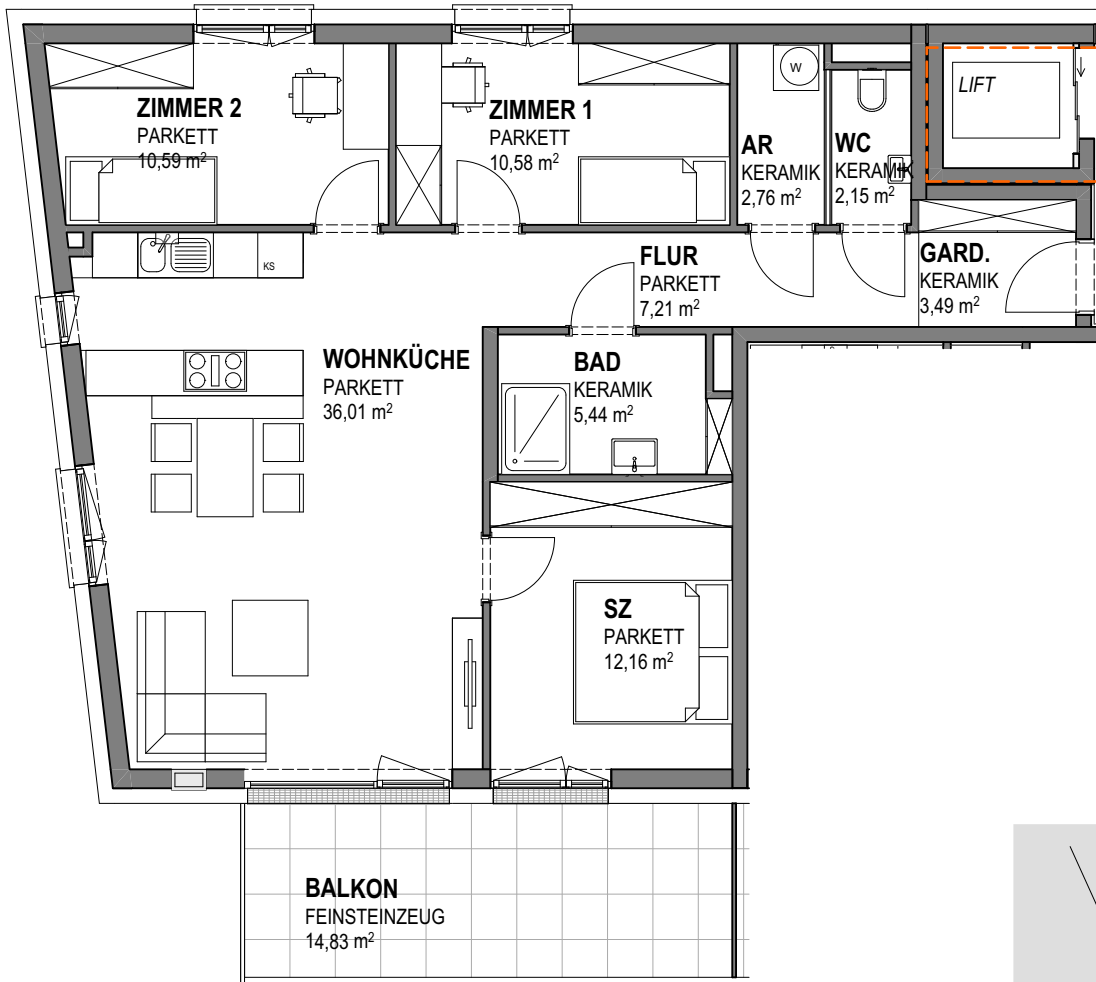 ZIMMER 2
PARKETT
10,59 m²
ZIMMER 1
PARKETT
10,58 m²
AR
KERAMIK
2,76 m²
W
WC
KERAMIK
2,15 m²
LIFT
FLUR
PARKETT
7,21 m²
GARD.
KERAMIK
3,49 m²
KS
WOHNKÜCHE
PARKETT
36,01 m²
BAD
KERAMIK
5,44 m²
SZ
PARKETT
12,16 m²
BALKON
FEINSTEINZEUG
14,83 m²